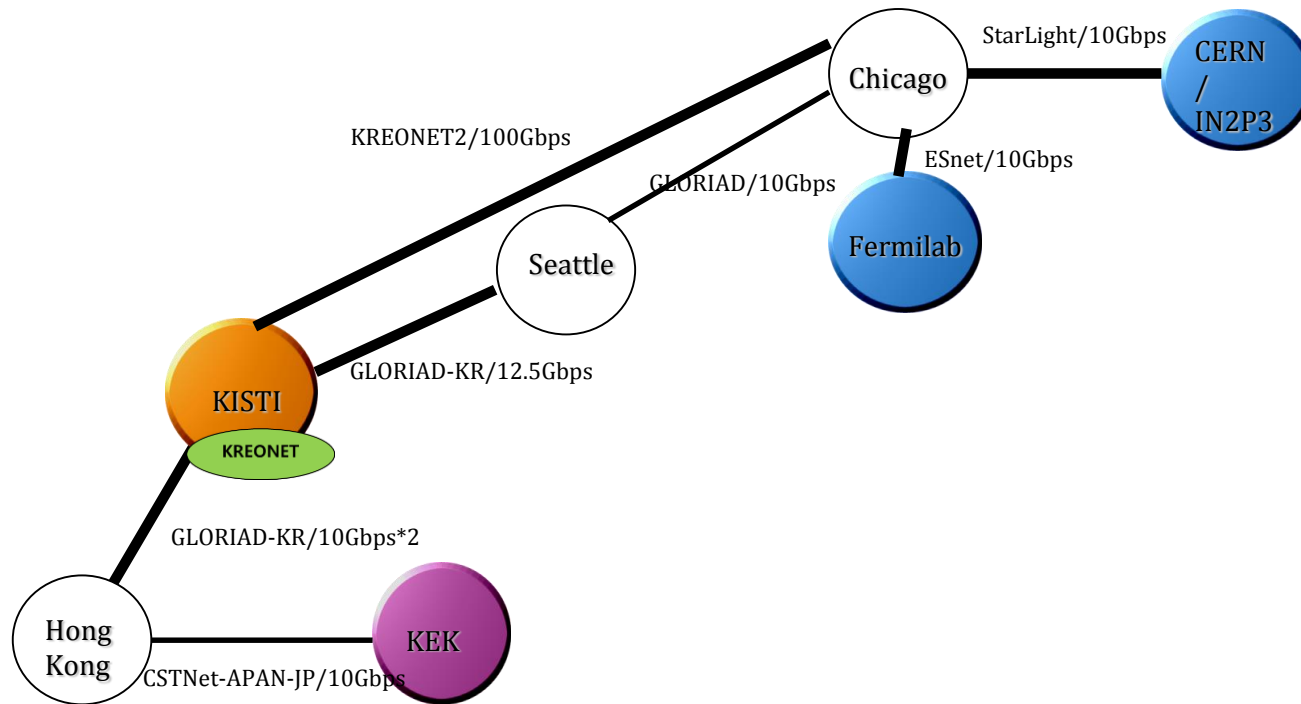 StarLight/10Gbps
CERN
/
IN2P3
Chicago
KREONET2/100Gbps
ESnet/10Gbps
GLORIAD/10Gbps
Fermilab
Seattle
GLORIAD-KR/12.5Gbps
KISTI
KREONET
GLORIAD-KR/10Gbps*2
Hong
Kong
KEK
CSTNet-APAN-JP/10Gbps